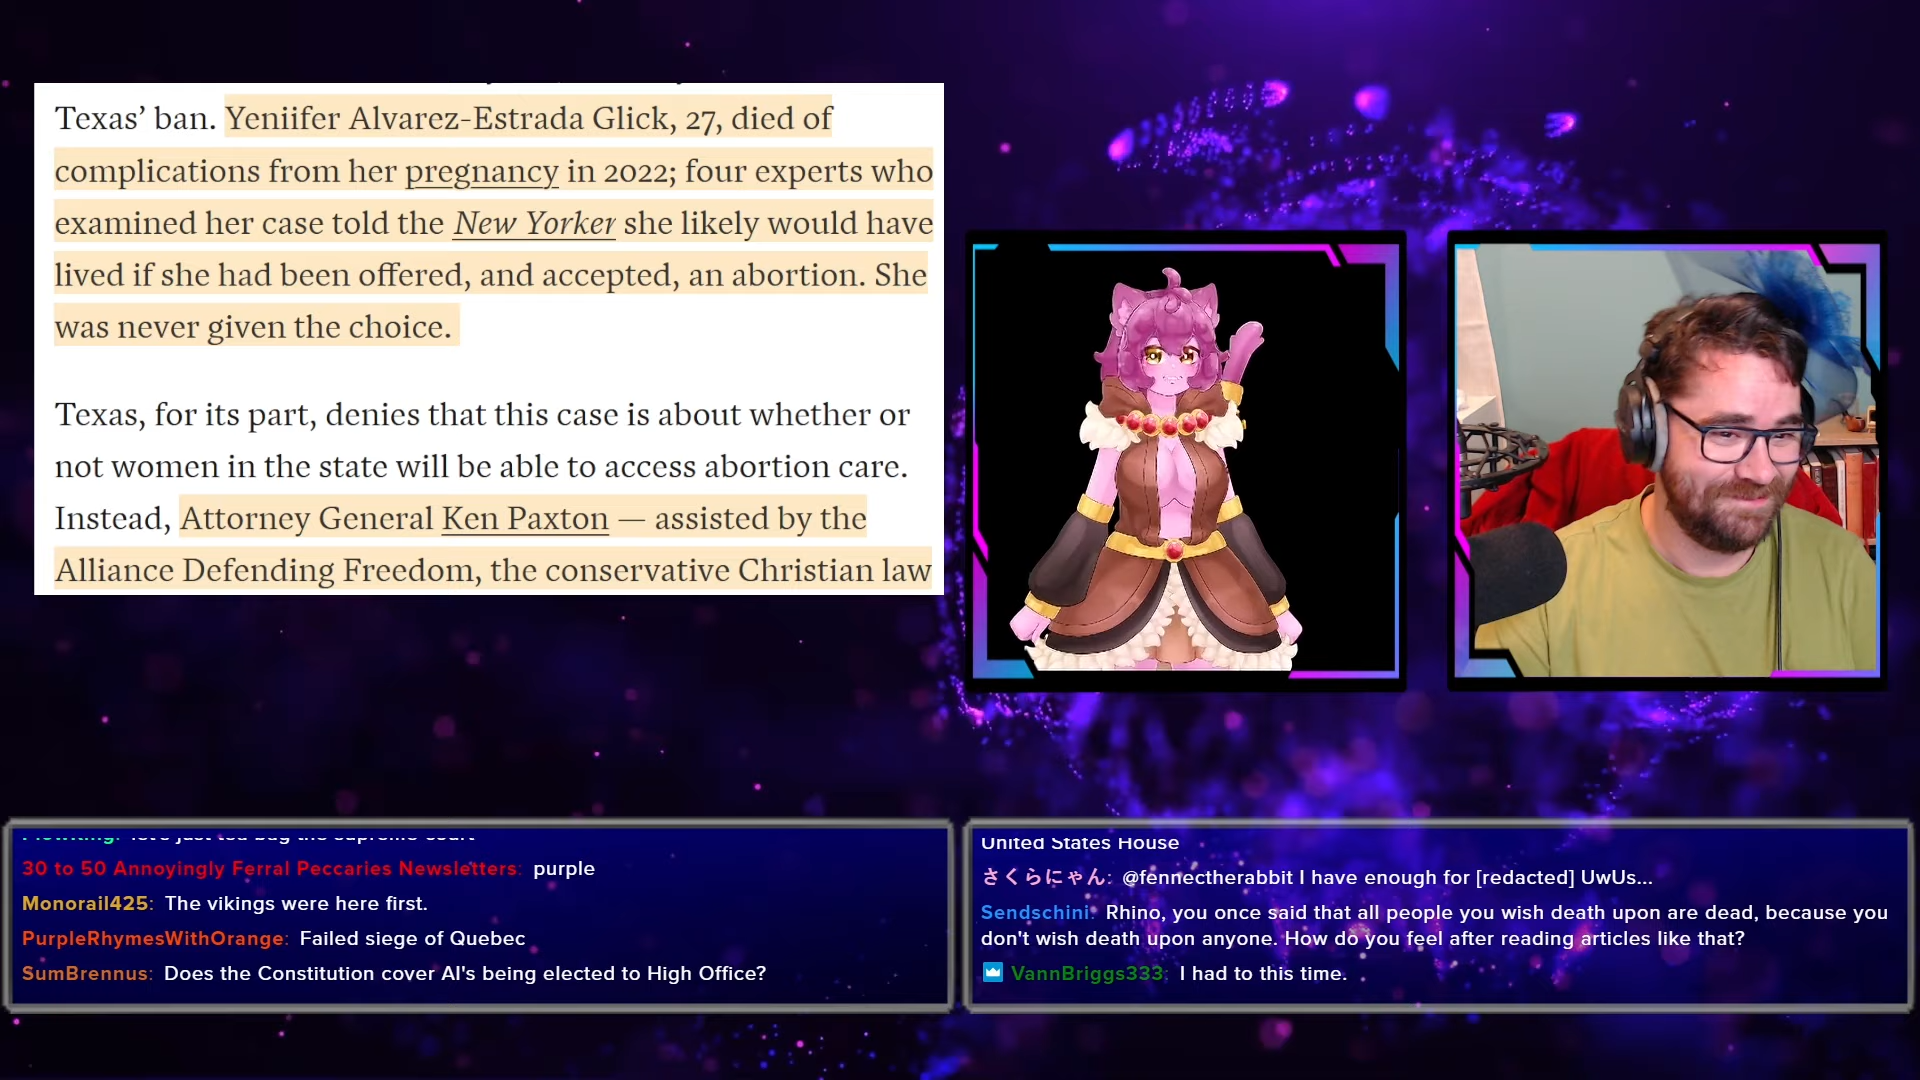 Texas’ ban. Yeniifer Alvarez-Estrada Glick, 27, died of
complications from her pregnancy in 2022; four experts who
examined her case told the New Yorker she likely would have
lived if she had been offered, and accepted, an abortion. She
was never given the choice.
Texas, for its part, denies that this case is about whether or
not women in the state will be able to access abortion care.
Instead, Attorney General Ken Paxton — assisted by the
Alliance Defending Freedom, the conservative Christian law
30 to 50 Annoyingly Ferral Peccaries Newsletters: purple
Monorail425: The vikings were here first.
PurpleRhymesWithOrange: Failed siege of Quebec
SumBrennus: Does the Constitution cover AI's being elected to High Office?
United States House
さくらにゃん: @fennectherabbit I have enough for [redacted] UwUs...
Sendschini: Rhino, you once said that all people you wish death upon are dead, because you
don't wish death upon anyone. How do you feel after reading articles like that?
VannBriggs333: I had to this time.